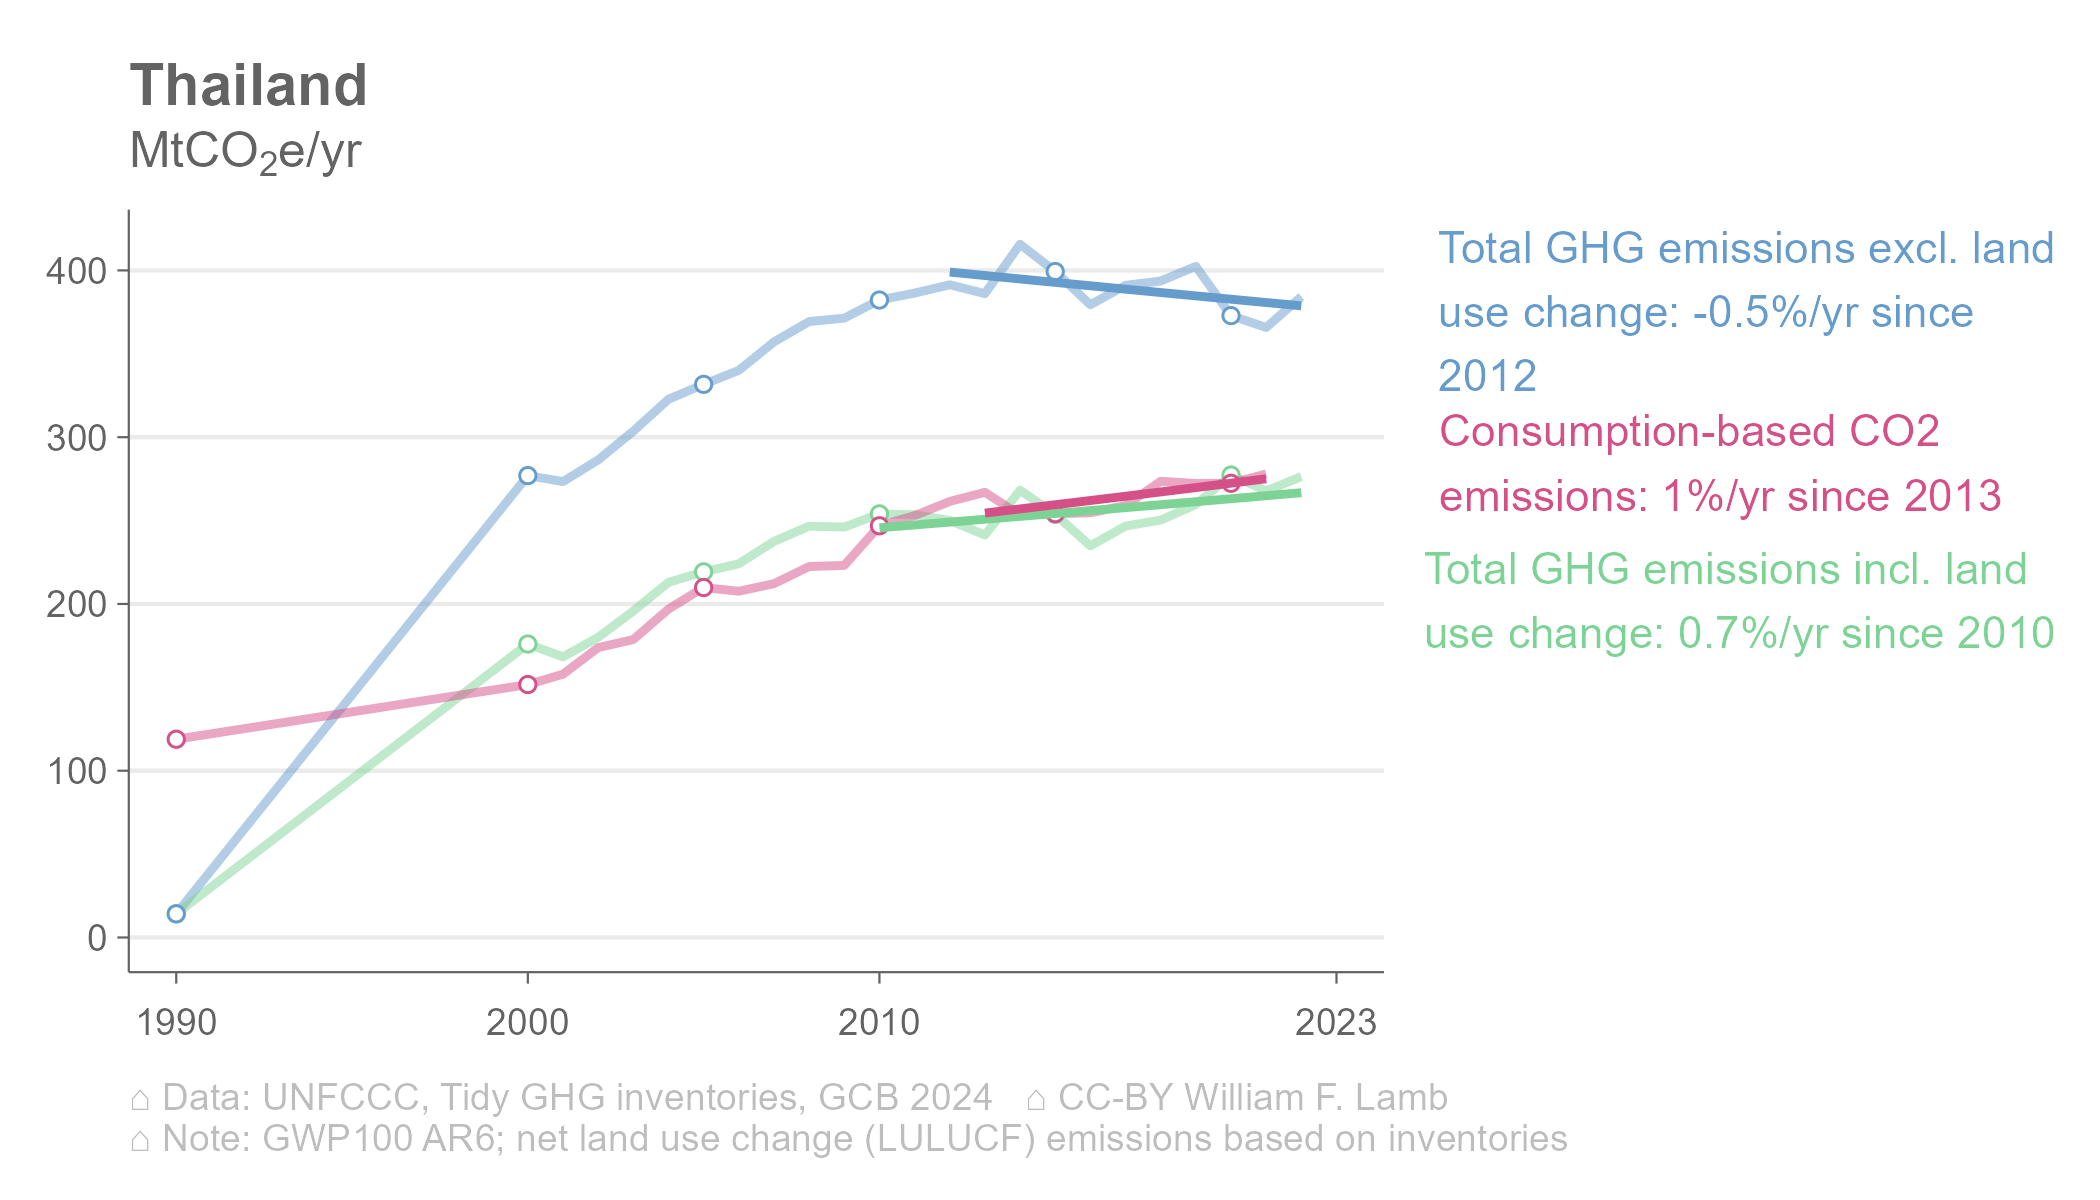 Thailand
MtCO₂e/yr
400
300
200
100
0
1990 2000 2010 2023
Total GHG emissions excl. land
use change: -0.5%/yr since
2012
Consumption-based CO2
emissions: 1%/yr since 2013
Total GHG emissions incl. land
use change: 0.7%/yr since 2010
⌂ Data: UNFCCC, Tidy GHG inventories, GCB 2024 ⌂ CC-BY William F. Lamb
⌂ Note: GWP100 AR6; net land use change (LULUCF) emissions based on inventories